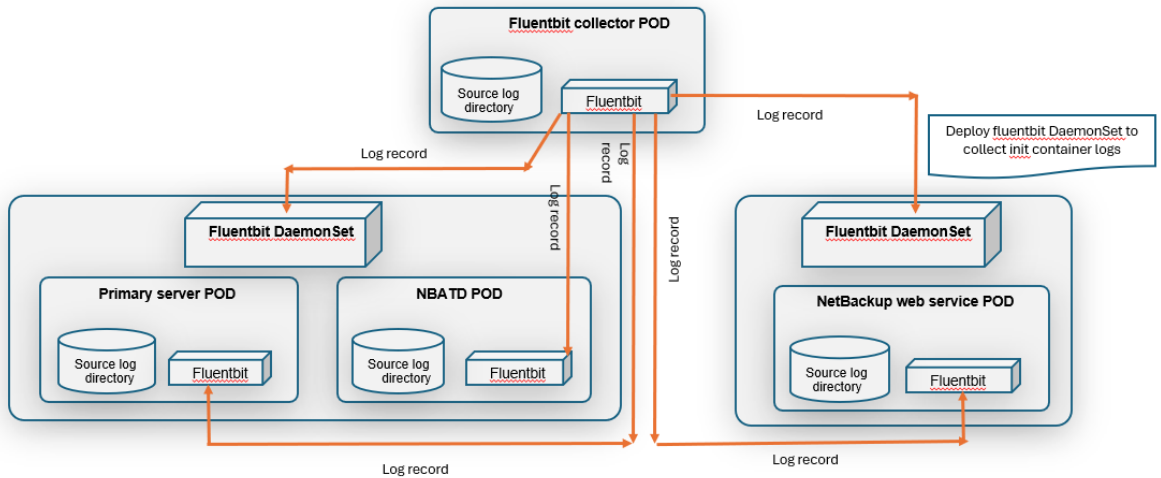 Fluentbit collector POD
Source log
directory
Fluentbit
Log record
Deploy fluentbit DaemonSet to
collect init container logs
Log record
Log
record
Log record
Log record
Fluentbit DaemonSet
Primary server POD
Source log
directory
Fluentbit
NBATD POD
Source log
directory
Fluentbit
Fluentbit DaemonSet
NetBackup web service POD
Source log
directory
Fluentbit
Log record
Log record